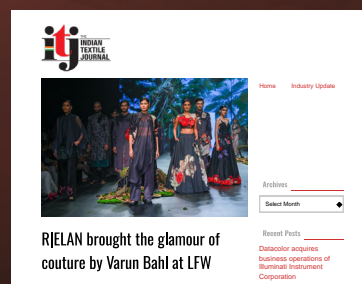 itj
THE
INDIAN
TEXTILE
JOURNAL
Home
Industry Update
R|ELAN brought the glamour of
couture by Varun Bahl at LFW
Archives
Select Month
Recent Posts
Datacolor acquires
business operations of
Illuminati Instrument
Corporation